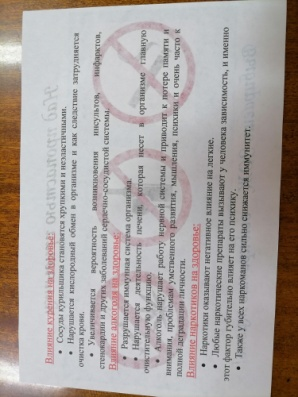 Влияние курения на здоровье:
• Сосуды курильщика становятся хрупкими и неэластичными.
• Нарушается кислородный обмен в организме и как следствие затрудняется
очистка крови.
• Увеличивается вероятность возникновения инсультов, инфарктов,
стенокардии и других заболеваний сердечно-сосудистой системы.
Влияние алкоголя на здоровье:
• Разрушается иммунная система организма.
• Нарушается деятельность печени, которая несет в организме главную
очистительную функцию.
• Алкоголь нарушает работу нервной системы и приводит к потере памяти и
внимания, проблемам умственного развития, мышления, психики и очень часто к
полной деградации личности.
Влияние наркотиков на здоровье:
• Наркотики оказывают негативное влияние на легкие.
• Любые наркотические препараты вызывают у человека зависимость, и именно
этот фактор губительно влияет на его психику.
• Также у всех наркоманов сильно снижается иммунитет.